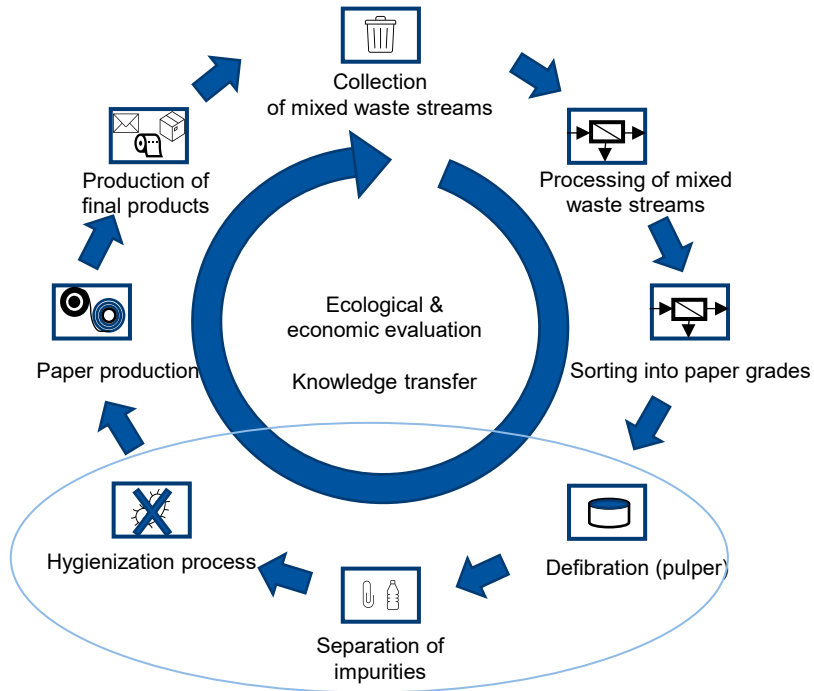 Collection
of mixed waste streams
Processing of mixed
waste streams
Sorting into paper grades
Defibration (pulper)
Separation of
impurities
Hygienization process
Paper production
Production of
final products
Ecological &
economic evaluation
Knowledge transfer